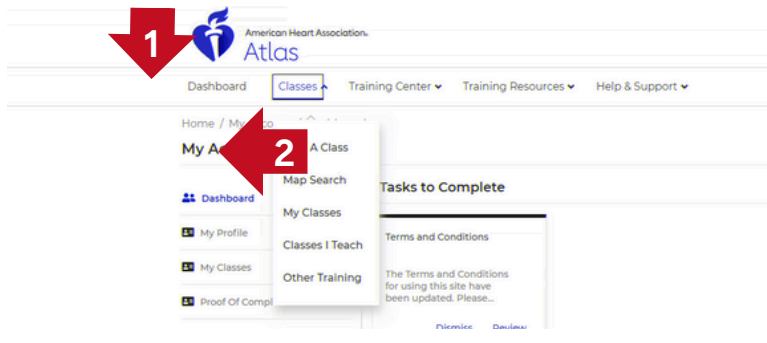 1
American Heart Association.
Atlas
Dashboard Classes Training Center Training Resources Help & Support
Home / My
My
2
A Class
Map Search
My Classes
Classes I Teach
Other Training
Dashboard
My Profile
My Classes
Proof Of
Tasks to Complete
Terms and Conditions
The Terms and Conditions
for using this site have
been updated. Please...
Dismiss Review